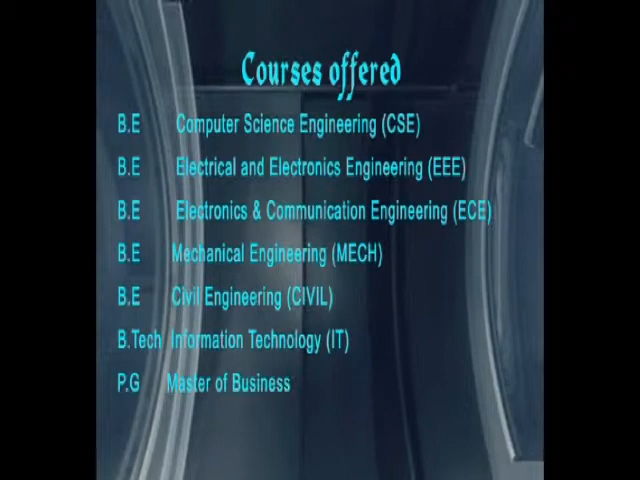 Courses offered
B.E Computer Science Engineering (CSE)
B.E Electrical and Electronics Engineering (EEE)
B.E Electronics & Communication Engineering (ECE)
B.E Mechanical Engineering (MECH)
B.E Civil Engineering (CIVIL)
B.Tech Information Technology (IT)
P.G Master of Business